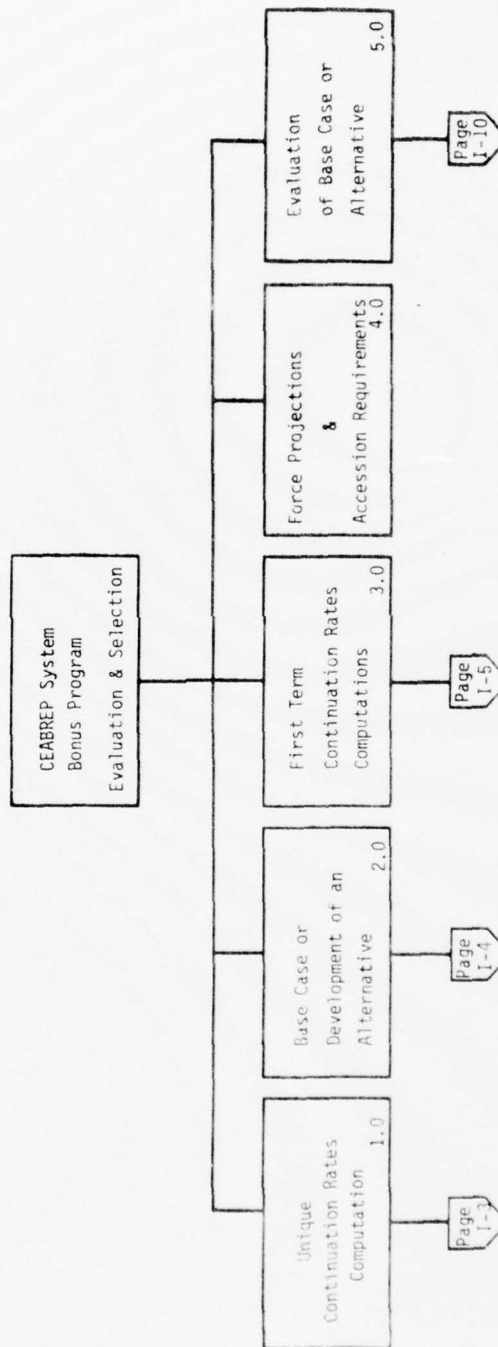 CEABREP System
Bonus Program
Evaluation & Selection
Unique
Continuation Rates
Computation
1.0
Base Case or
Development of an
Alternative
2.0
First Term
Continuation Rates
Computations
3.0
Force Projections
&
Accession Requirements
4.0
Evaluation
of Base Case or
Alternative
5.0
Page
I-3
Page
I-4
Page
I-5
Page
I-10